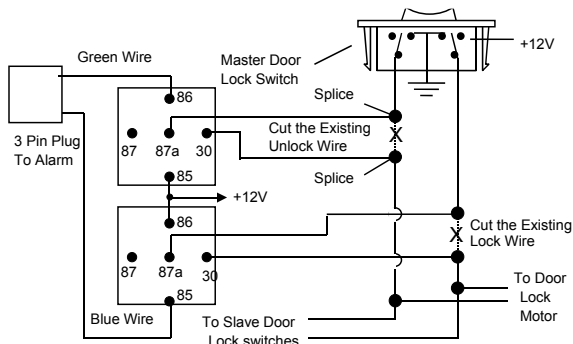 Green Wire
Master Door
Lock Switch
+12V
86
Splice
3 Pin Plug
To Alarm
87 87a 30
Cut the Existing
Unlock Wire
X
85
Splice
+12V
86
X
Cut the Existing
Lock Wire
87 87a 30
85
To Door
Lock
Motor
Blue Wire
To Slave Door
Lock switches